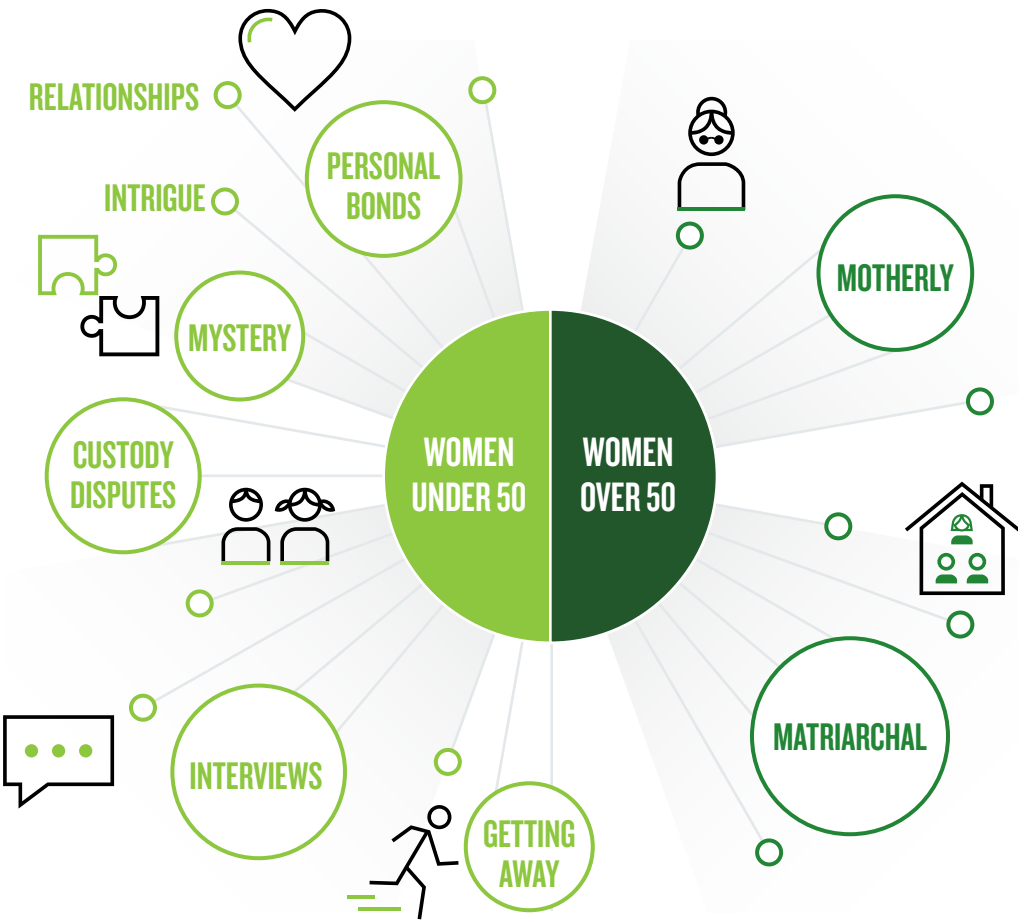 RELATIONSHIPS
PERSONAL
BONDS
INTRIGUE
MYSTERY
CUSTODY
DISPUTES
INTERVIEWS
GETTING
AWAY
WOMEN
UNDER 50
WOMEN
OVER 50
MOTHERLY
MATRIARCHAL